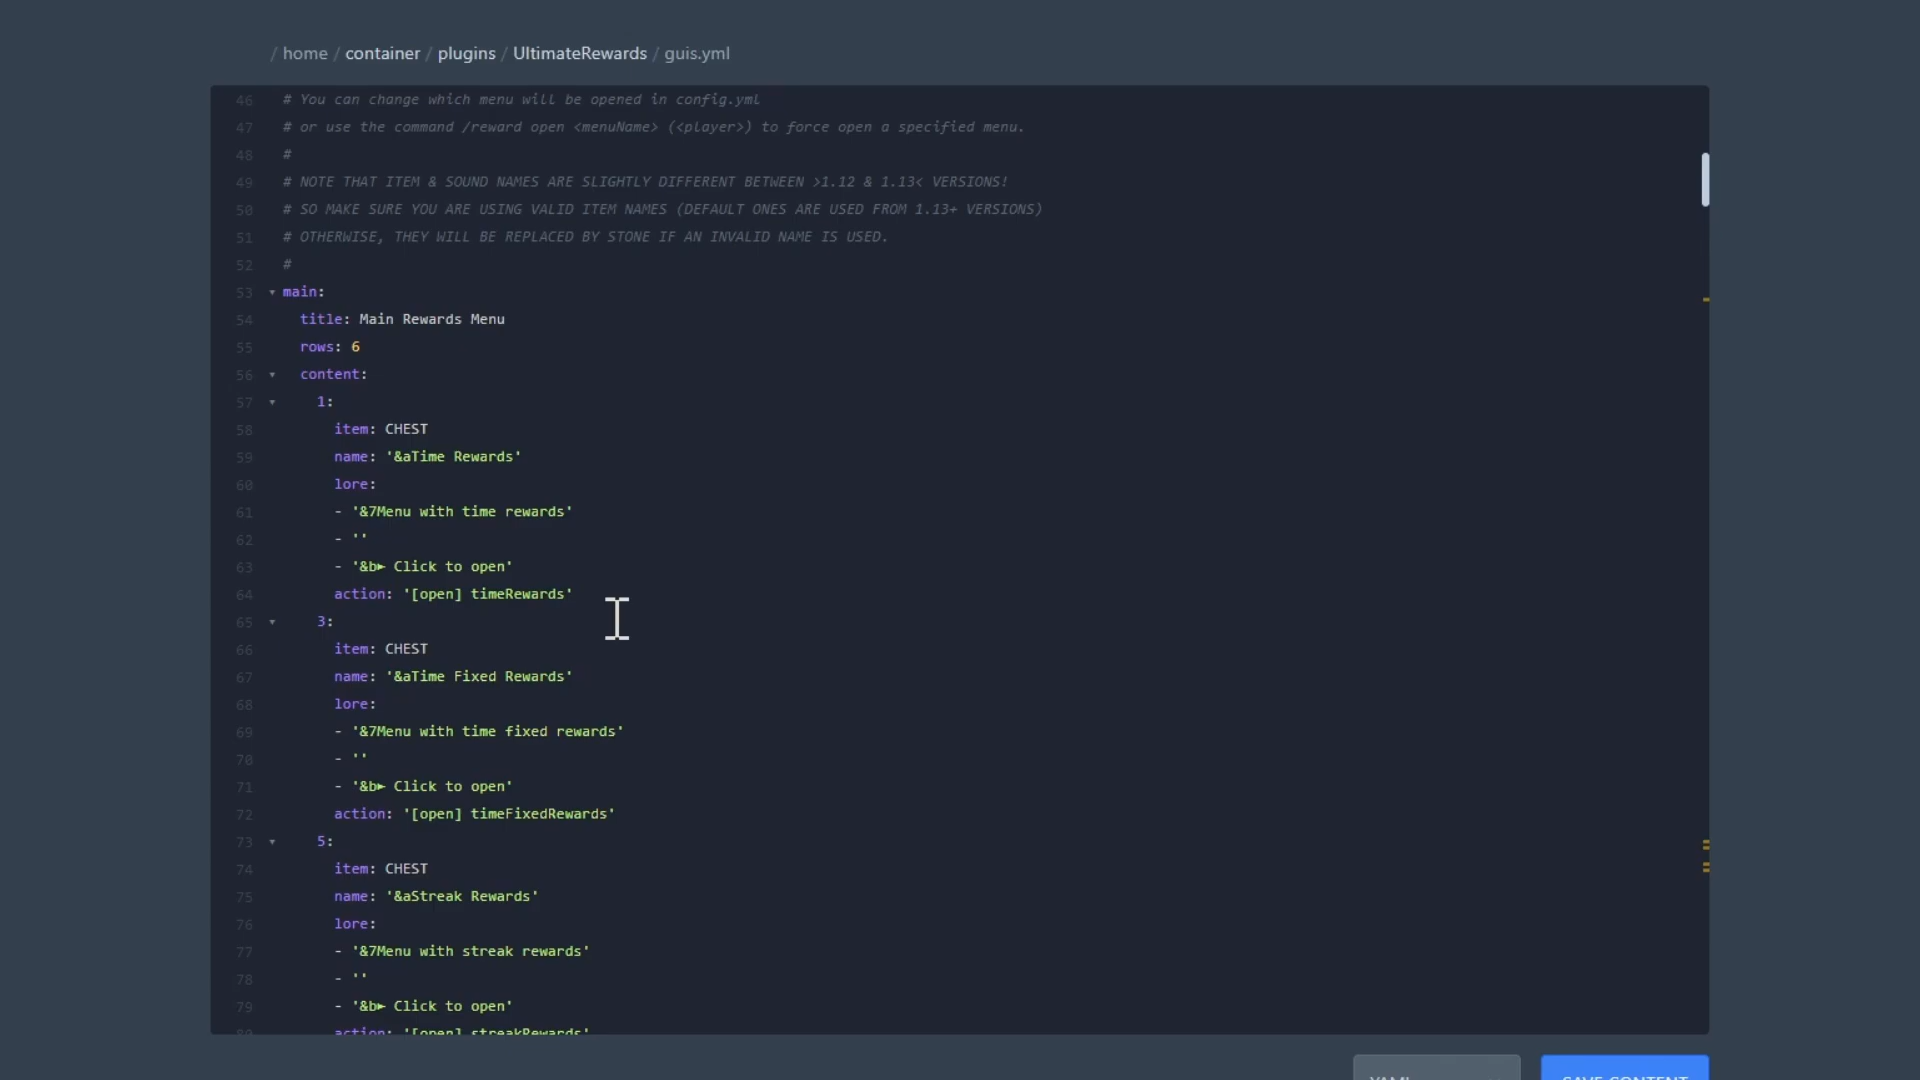 / home / container / plugins / UltimateRewards / guis.yml
46 # You can change which menu will be opened in config.yml
47 # or use the command /reward open <menuName> (<player>) to force open a specified menu.
48 #
49 # NOTE THAT ITEM & SOUND NAMES ARE SLIGHTLY DIFFERENT BETWEEN >1.12 & 1.13< VERSIONS!
50 # SO MAKE SURE YOU ARE USING VALID ITEM NAMES (DEFAULT ONES ARE USED FROM 1.13+ VERSIONS)
51 # OTHERWISE, THEY WILL BE REPLACED BY STONE IF AN INVALID NAME IS USED.
52 #
53 main:
54 title: Main Rewards Menu
55 rows: 6
56 content:
57 1:
58 item: CHEST
59 name: '&aTime Rewards'
60 lore:
61 - '&7Menu with time rewards'
62 - ''
63 - '&b► Click to open'
64 action: '[open] timeRewards'
65 3:
66 item: CHEST
67 name: '&aTime Fixed Rewards'
68 lore:
69 - '&7Menu with time fixed rewards'
70 - ''
71 - '&b► Click to open'
72 action: '[open] timeFixedRewards'
73 5:
74 item: CHEST
75 name: '&aStreak Rewards'
76 lore:
77 - '&7Menu with streak rewards'
78 - ''
79 - '&b► Click to open'
80 action: '[open] streakRewards'
YAML
SAVE CONTENT